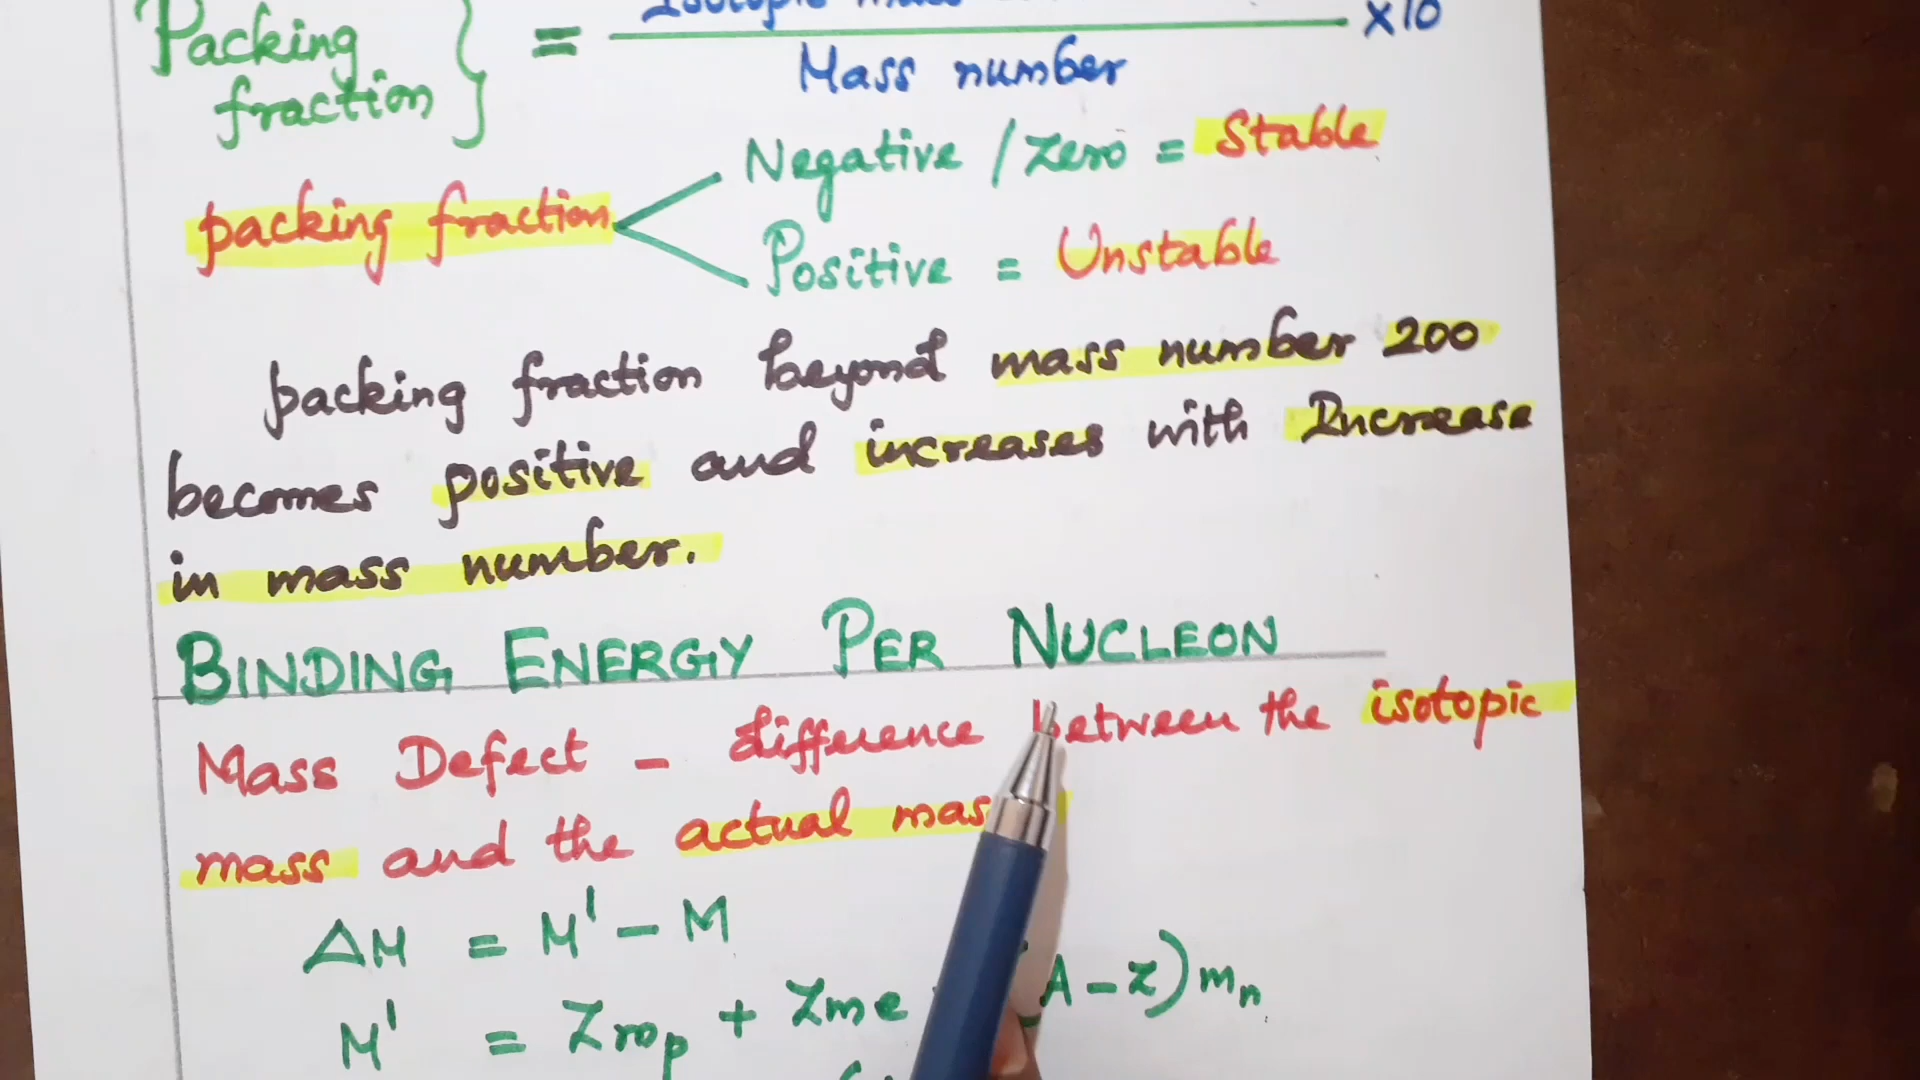 Packing = Isotopic mass ×10
fraction Mass number
packing fraction Negative / Zero = Stable
Positive = Unstable
packing fraction beyond mass number 200
becomes positive and increases with Increase
in mass number.
BINDING ENERGY PER NUCLEON
Mass Defect - difference between the isotopic
mass and the actual mas
ΔM = M' - M
M' = Zmp + Zme A - Z) mn